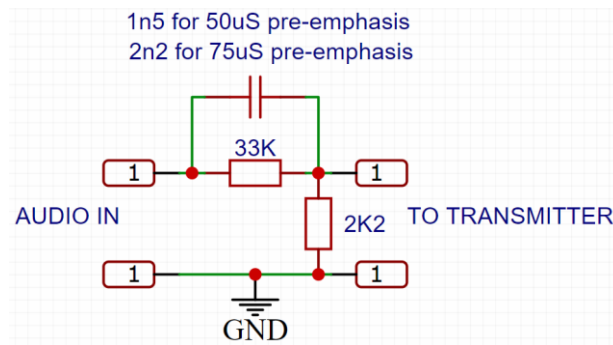 1n5 for 50uS pre-emphasis
2n2 for 75uS pre-emphasis
33K
1
1
AUDIO IN
2K2
TO TRANSMITTER
1
1
GND